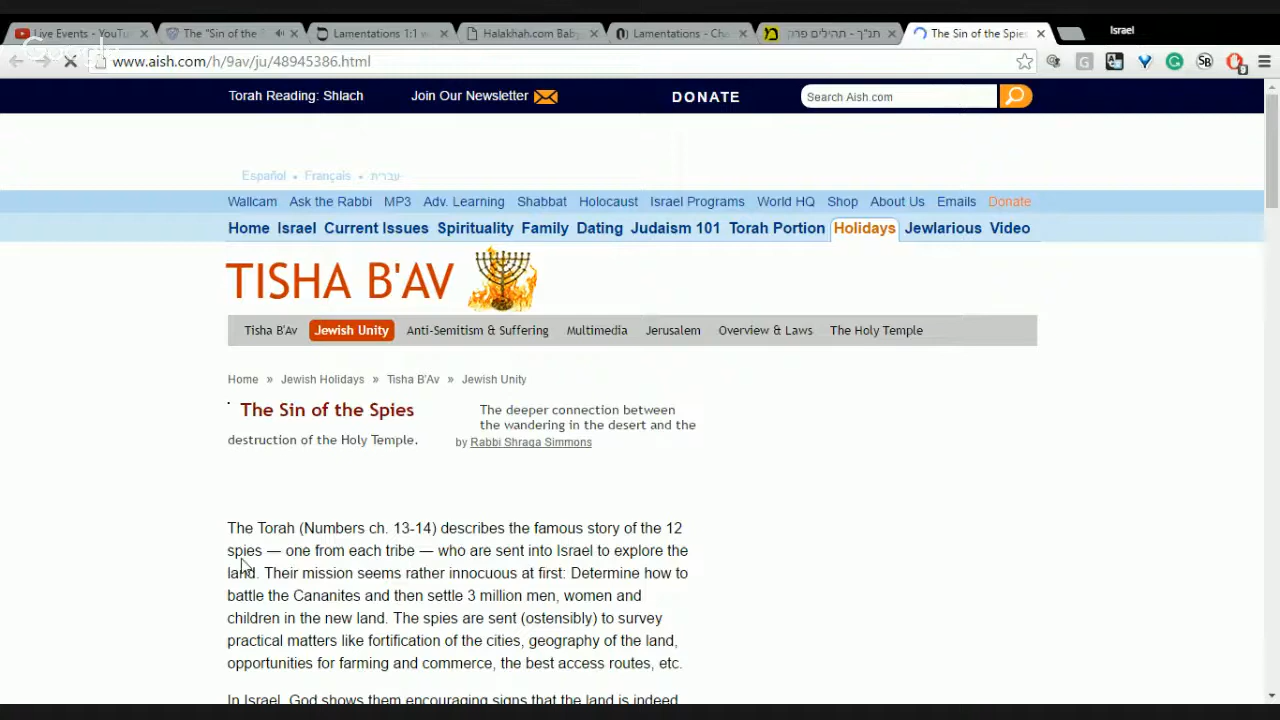 Live Events - YouTu
The "Sin of the
Lamentations 1:1 w
Halakhah.com Bab
Lamentations - Cha
תנ"ך - תהילים פרק
The Sin of the Spies
Israel
www.aish.com/h/9av/ju/48945386.html
Torah Reading: Shlach
Join Our Newsletter
DONATE
Search Aish.com
Español • Français • עברית
Wallcam Ask the Rabbi MP3 Adv. Learning Shabbat Holocaust Israel Programs World HQ Shop About Us Emails Donate
Home Israel Current Issues Spirituality Family Dating Judaism 101 Torah Portion Holidays Jewlarious Video
TISHA B'AV
Tisha B'Av Jewish Unity Anti-Semitism & Suffering Multimedia Jerusalem Overview & Laws The Holy Temple
Home » Jewish Holidays » Tisha B'Av » Jewish Unity
The Sin of the Spies
The deeper connection between
the wandering in the desert and the
destruction of the Holy Temple.
by Rabbi Shraga Simmons
The Torah (Numbers ch. 13-14) describes the famous story of the 12
spies — one from each tribe — who are sent into Israel to explore the
land. Their mission seems rather innocuous at first: Determine how to
battle the Cananites and then settle 3 million men, women and
children in the new land. The spies are sent (ostensibly) to survey
practical matters like fortification of the cities, geography of the land,
opportunities for farming and commerce, the best access routes, etc.
In Israel, God shows them encouraging signs that the land is indeed